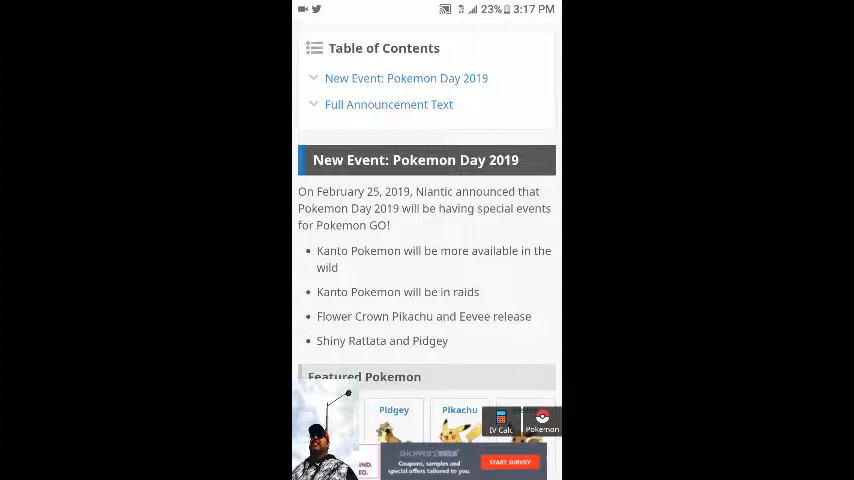 23% 3:17 PM
Table of Contents
New Event: Pokemon Day 2019
Full Announcement Text
New Event: Pokemon Day 2019
On February 25, 2019, Niantic announced that
Pokemon Day 2019 will be having special events
for Pokemon GO!
Kanto Pokemon will be more available in the
wild
Kanto Pokemon will be in raids
Flower Crown Pikachu and Eevee release
Shiny Rattata and Pidgey
Featured Pokemon
Pidgey
Pikachu
IV Calc
Pokemon
SHOPPER'S voice
Coupons, samples and
special offers tailored to you.
START SURVEY